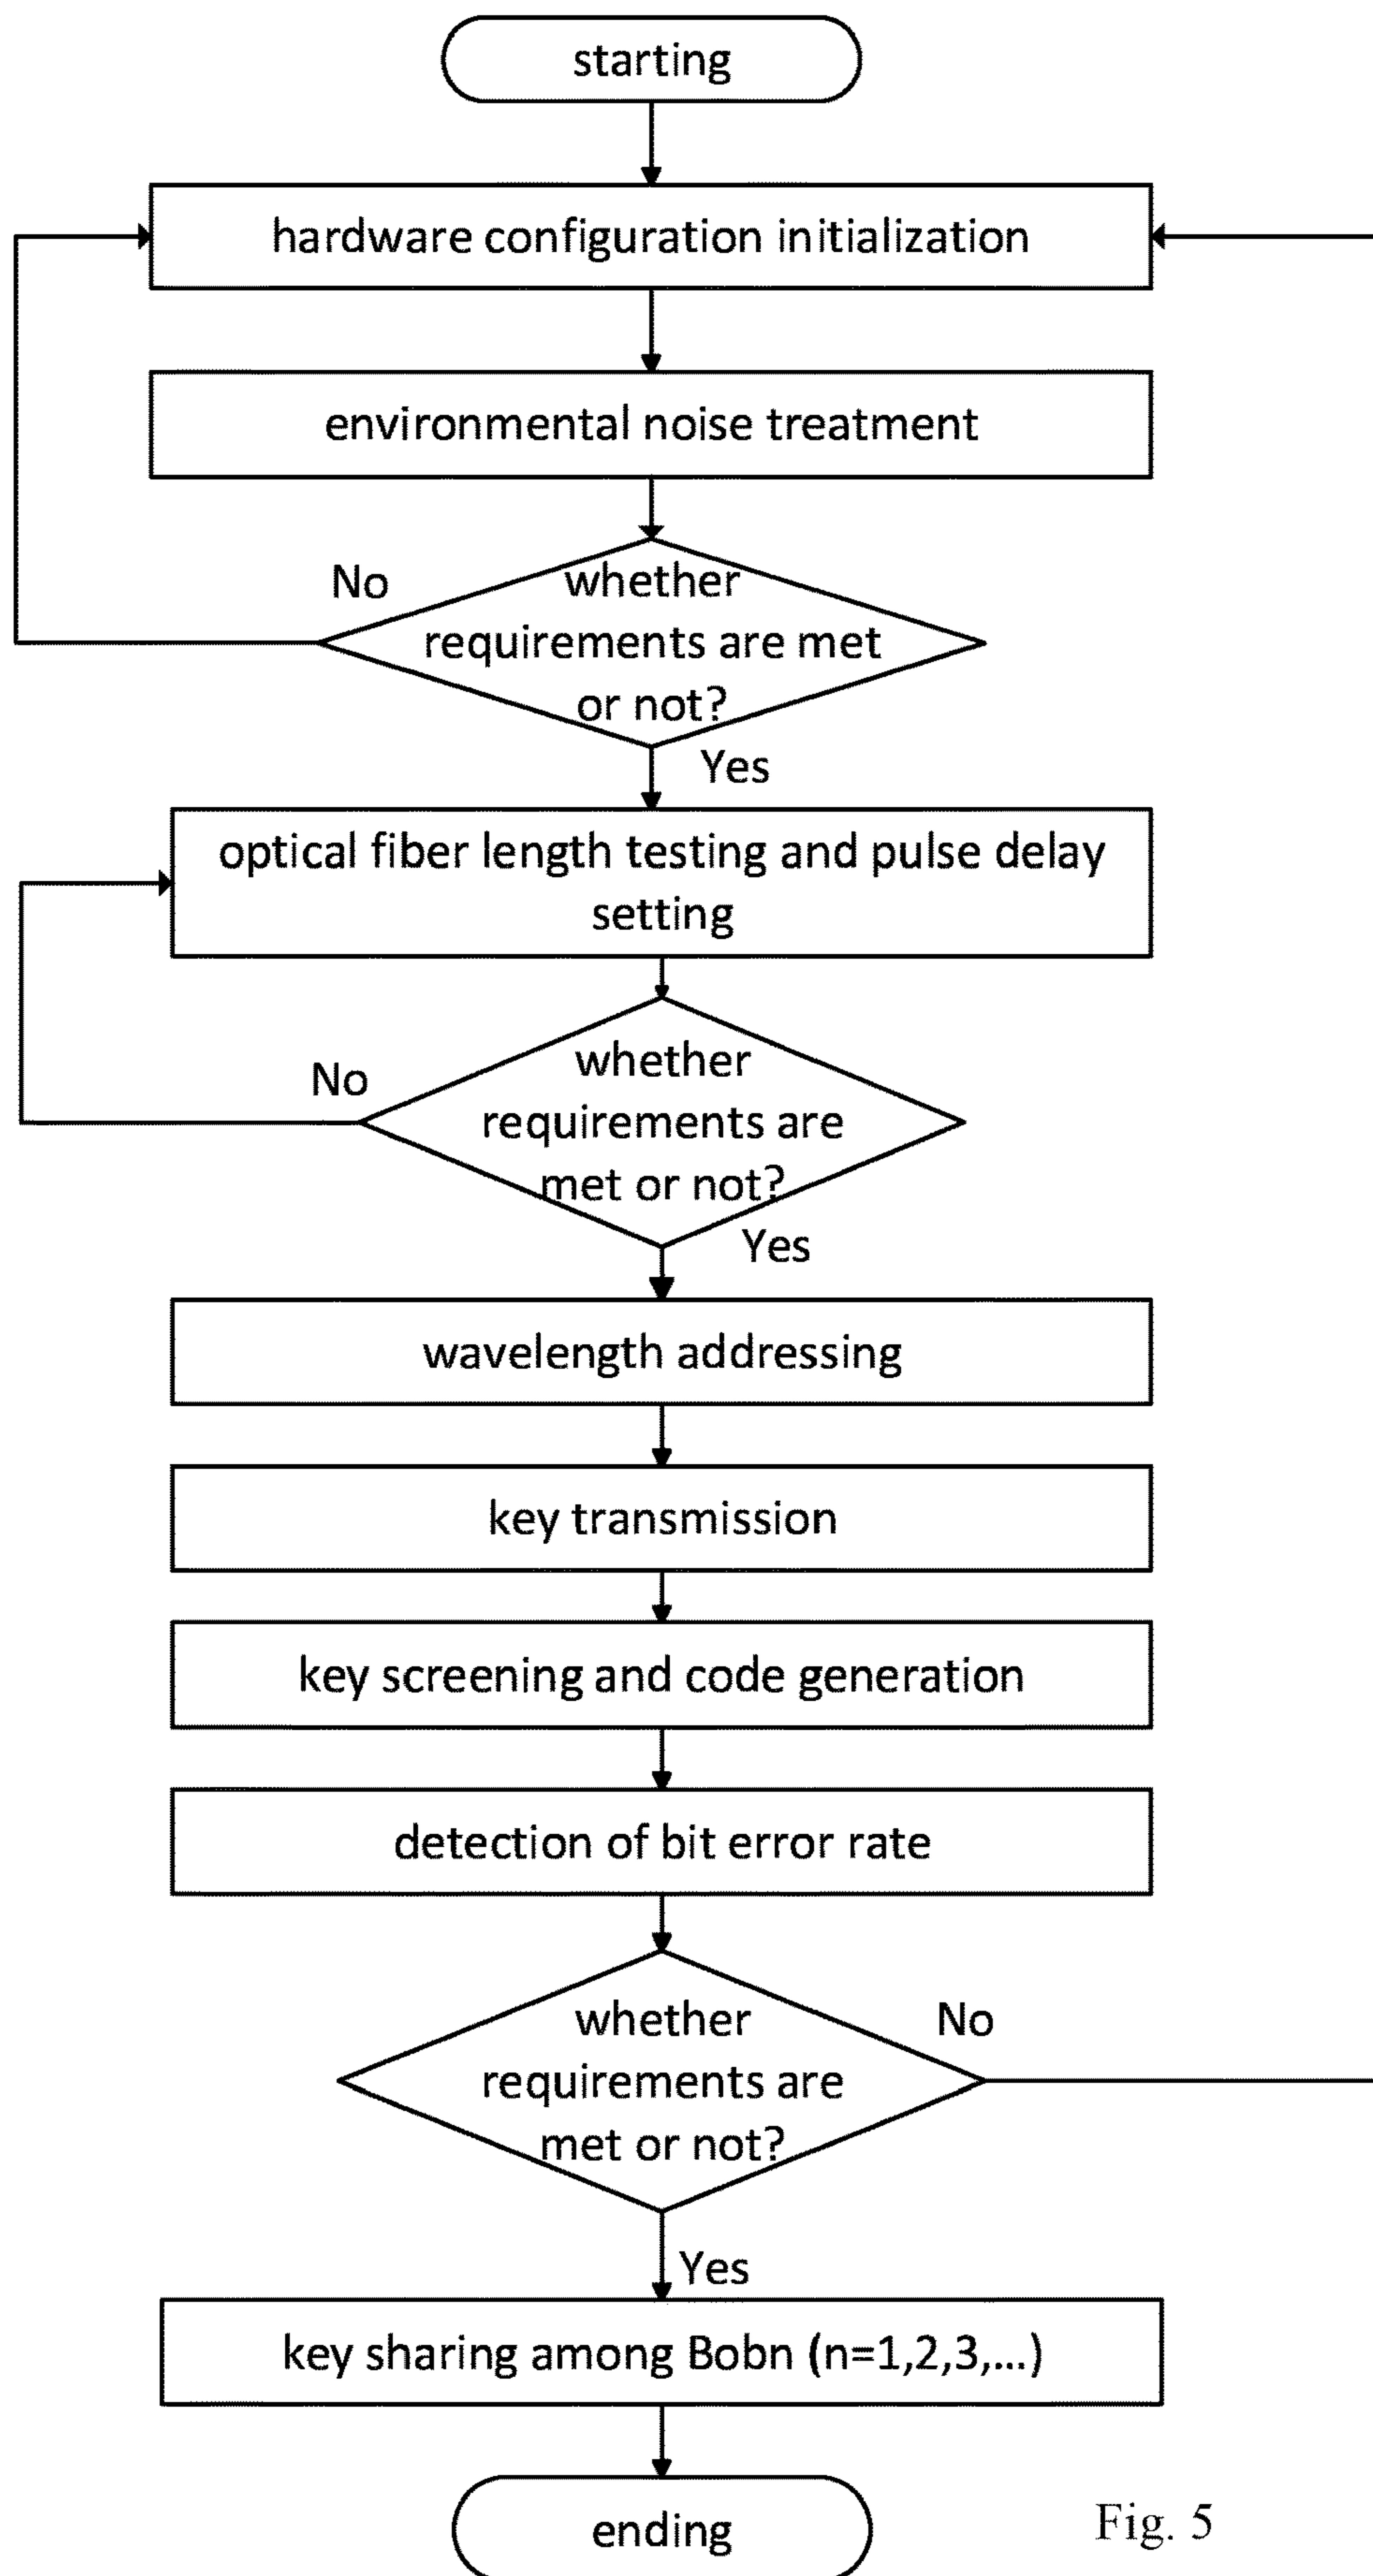 starting
hardware configuration initialization
environmental noise treatment
No
whether
requirements are met
or not?
Yes
optical fiber length testing and pulse delay
setting
No
whether
requirements are
met or not?
Yes
wavelength addressing
key transmission
key screening and code generation
detection of bit error rate
whether
requirements are
met or not?
No
Yes
key sharing among Bobn (n=1,2,3,...)
ending
Fig. 5